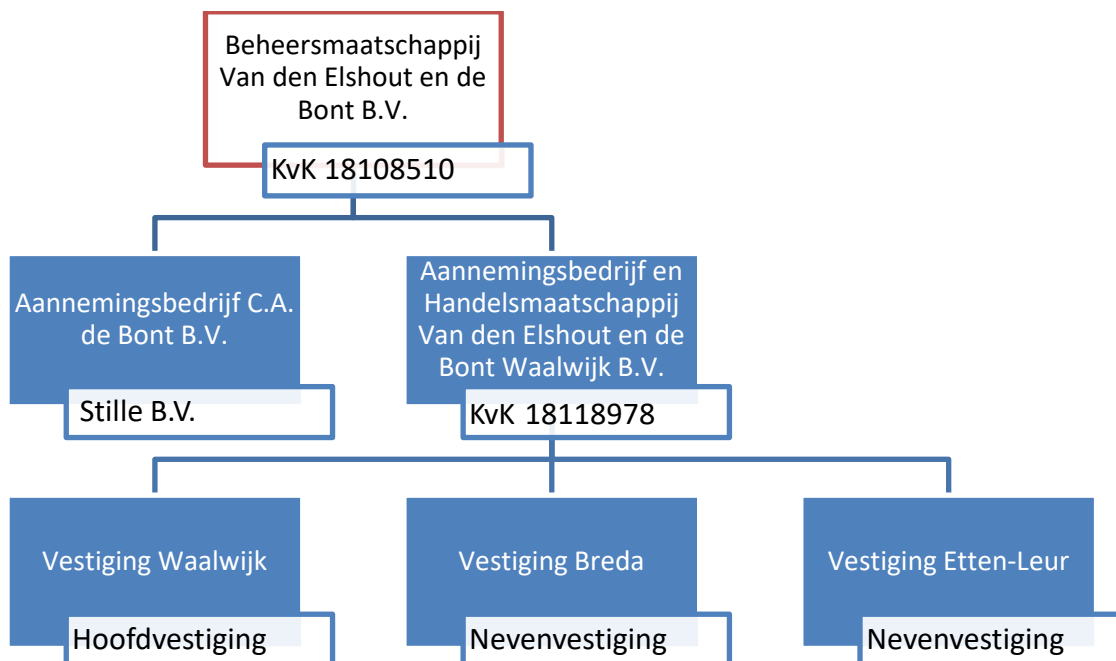 Beheersmaatschappij
Van den Elshout en de
Bont B.V.
KvK 18108510
Aannemingsbedrijf C.A.
de Bont B.V.
Stille B.V.
Aannemingsbedrijf en
Handelsmaatschappij
Van den Elshout en de
Bont Waalwijk B.V.
KvK 18118978
Vestiging Waalwijk
Hoofdvestiging
Vestiging Breda
Nevenvestiging
Vestiging Etten-Leur
Nevenvestiging